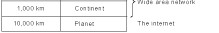 Wide area network
1,000 km Continent
10,000 km Planet The internet